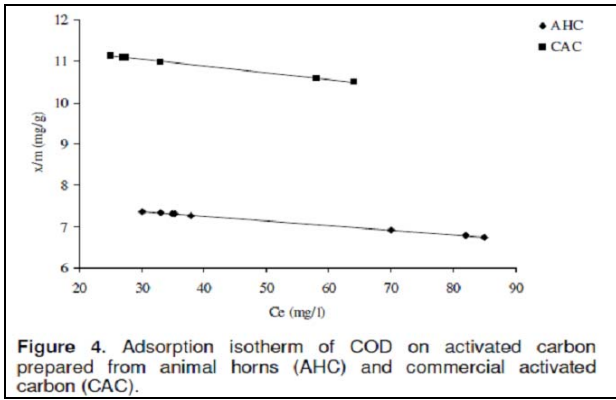 12
11
10
9
8
7
6
x/m (mg/g)
20 30 40 50 60 70 80 90
Ce (mg/l)
AHC
CAC
Figure 4. Adsorption isotherm of COD on activated carbon
prepared from animal horns (AHC) and commercial activated
carbon (CAC).